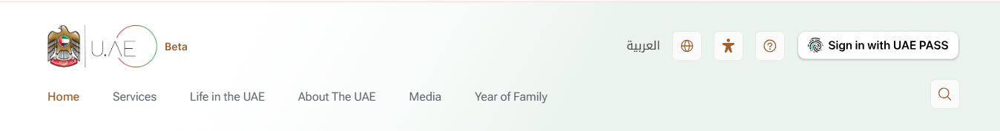 U.AE
Beta
العربية
Sign in with UAE PASS
Home
Services
Life in the UAE
About The UAE
Media
Year of Family